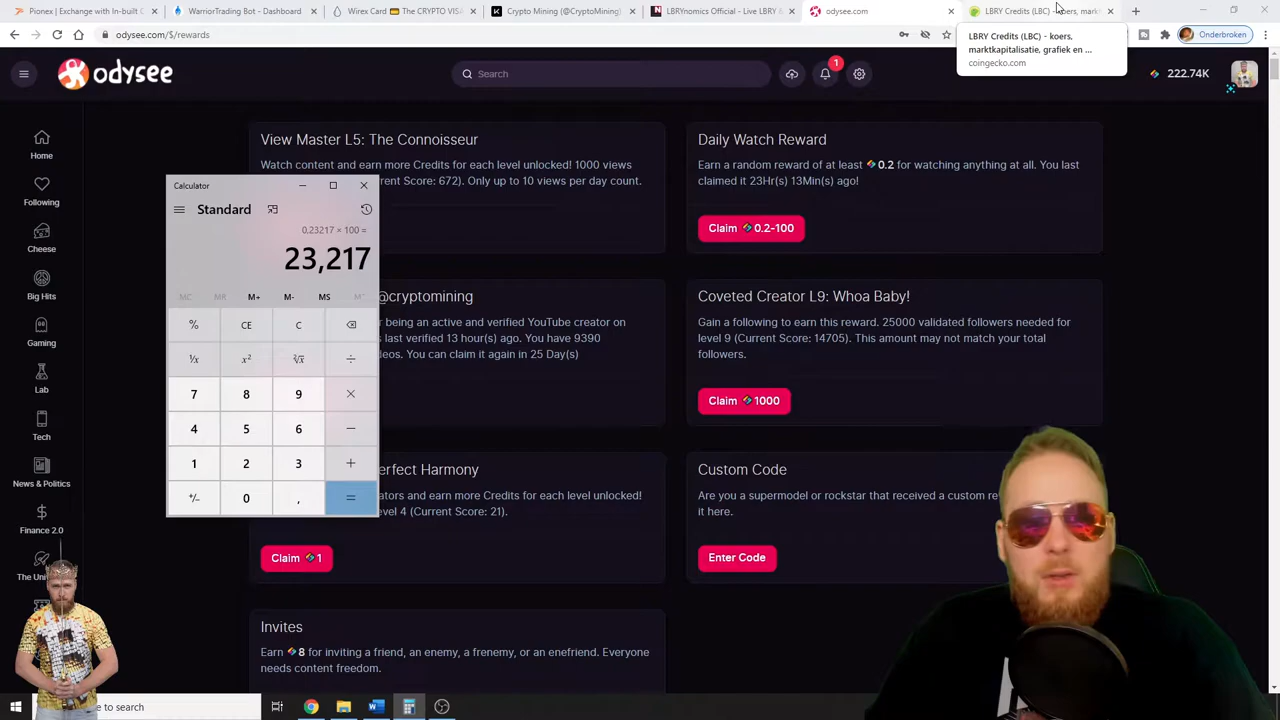 Pionex | Exchange with In-built C
WarriorTrading Bot - Dashboard
Wirex Card
The CRYPTO VISA
Crypto Mining (@CryptoMining)
LBRYnomics Official - Live LBRY &
odysee.com
LBRY Credits (LBC)
odysee.com/$/rewards
Onderbroken
LBRY Credits (LBC) - koers,
marktkapitalisatie, grafiek en ...
coingecko.com
odysee
Search
1
222.74K
Home
Following
Cheese
Big Hits
Gaming
Lab
Tech
News & Politics
Finance 2.0
View Master L5: The Connoisseur
Watch content and earn more Credits for each level unlocked! 1000 views
rent Score: 672). Only up to 10 views per day count.
Daily Watch Reward
Earn a random reward of at least 0.2 for watching anything at all. You last
claimed it 23Hr(s) 13Min(s) ago!
Claim 0.2-100
Calculator
Standard
0,23217 × 100 =
23,217
MC MR M+ M- MS
% CE C
¹/x x² ²√x ÷
7 8 9 ×
4 5 6 −
1 2 3 +
+/- 0 , =
@cryptomining
r being an active and verified YouTube creator on
s last verified 13 hour(s) ago. You have 9390
deos. You can claim it again in 25 Day(s)
Coveted Creator L9: Whoa Baby!
Gain a following to earn this reward. 25000 validated followers needed for
level 9 (Current Score: 14705). This amount may not match your total
followers.
Claim 1000
erfect Harmony
ators and earn more Credits for each level unlocked!
evel 4 (Current Score: 21).
Claim 1
Custom Code
Are you a supermodel or rockstar that received a custom
it here.
Enter Code
Invites
Earn 8 for inviting a friend, an enemy, a frenemy, or an enefriend. Everyone
needs content freedom.
to search